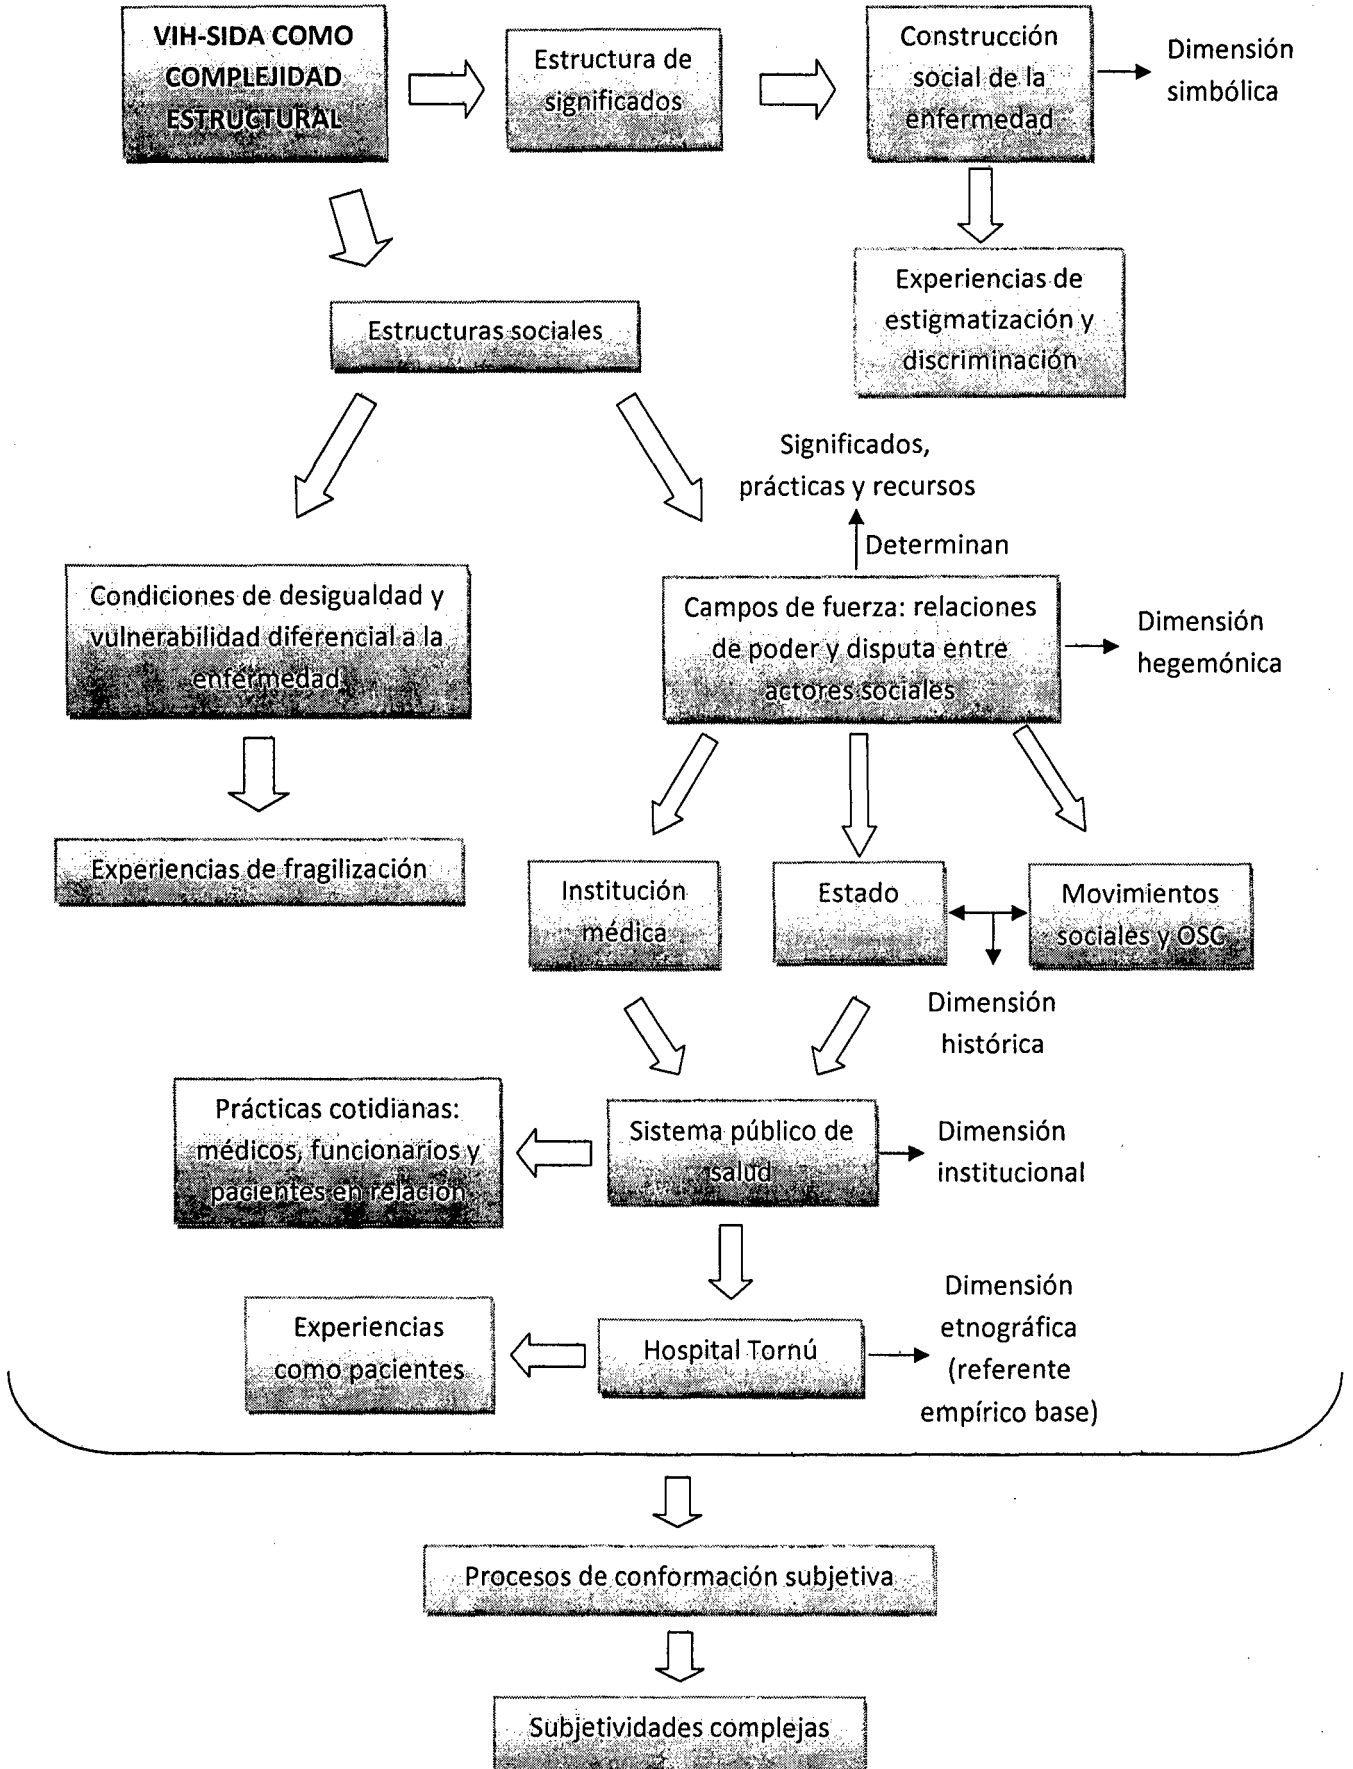 VIH-SIDA COMO
COMPLEJIDAD
ESTRUCTURAL
Estructura de
significados
Construcción
social de la
enfermedad
Dimensión
simbólica
Experiencias de
estigmatización y
discriminación
Estructuras sociales
Significados,
prácticas y recursos
Determinan
Condiciones de desigualdad y
vulnerabilidad diferencial a la
enfermedad
Campos de fuerza: relaciones
de poder y disputa entre
actores sociales
Dimensión
hegemónica
Experiencias de fragilización
Institución
médica
Estado
Movimientos
sociales y OSC
Dimensión
histórica
Prácticas cotidianas:
médicos, funcionarios y
pacientes en relación
Sistema público de
salud
Dimensión
institucional
Experiencias
como pacientes
Hospital Tornú
Dimensión
etnográfica
(referente
empírico base)
Procesos de conformación subjetiva
Subjetividades complejas